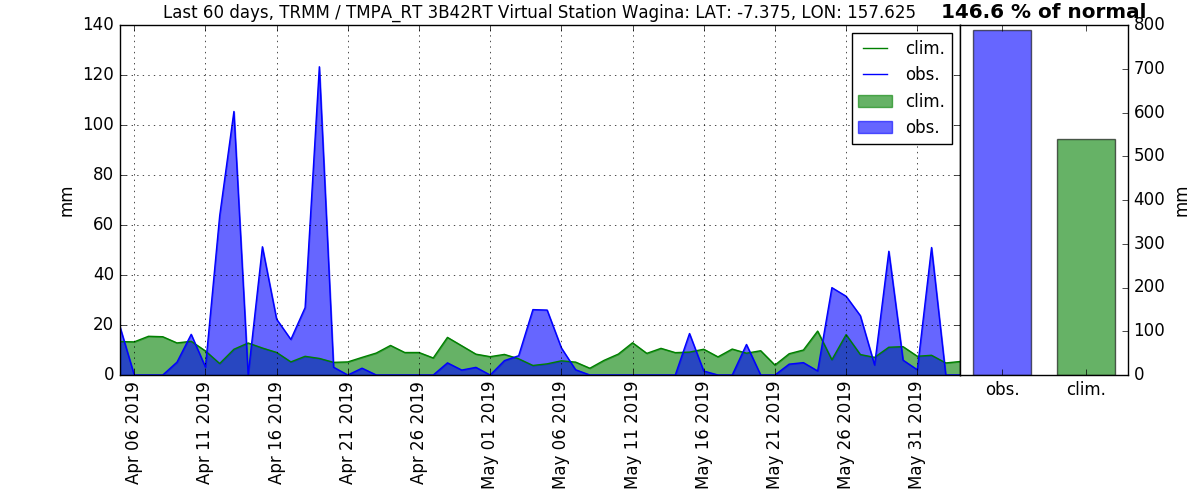 Last 60 days, TRMM / TMPA_RT 3B42RT Virtual Station Wagina: LAT: -7.375, LON: 157.625
146.6 % of normal
140
120
100
80
60
40
20
0
mm
clim.
obs.
clim.
obs.
Apr 06 2019
Apr 11 2019
Apr 16 2019
Apr 21 2019
Apr 26 2019
May 01 2019
May 06 2019
May 11 2019
May 16 2019
May 21 2019
May 26 2019
May 31 2019
800
700
600
500
400
300
200
100
0
mm
obs.
clim.